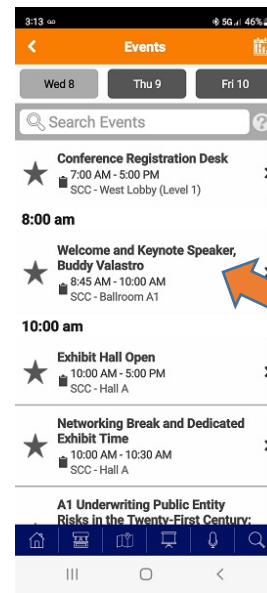 3:13
5G 46%
Events
Wed 8
Thu 9
Fri 10
Search Events
Conference Registration Desk
7:00 AM - 5:00 PM
SCC - West Lobby (Level 1)
8:00 am
Welcome and Keynote Speaker,
Buddy Valastro
8:45 AM - 10:00 AM
SCC - Ballroom A1
10:00 am
Exhibit Hall Open
10:00 AM - 5:00 PM
SCC - Hall A
Networking Break and Dedicated
Exhibit Time
10:00 AM - 10:30 AM
SCC - Hall A
A1 Underwriting Public Entity
Risks in the Twenty-First Century: